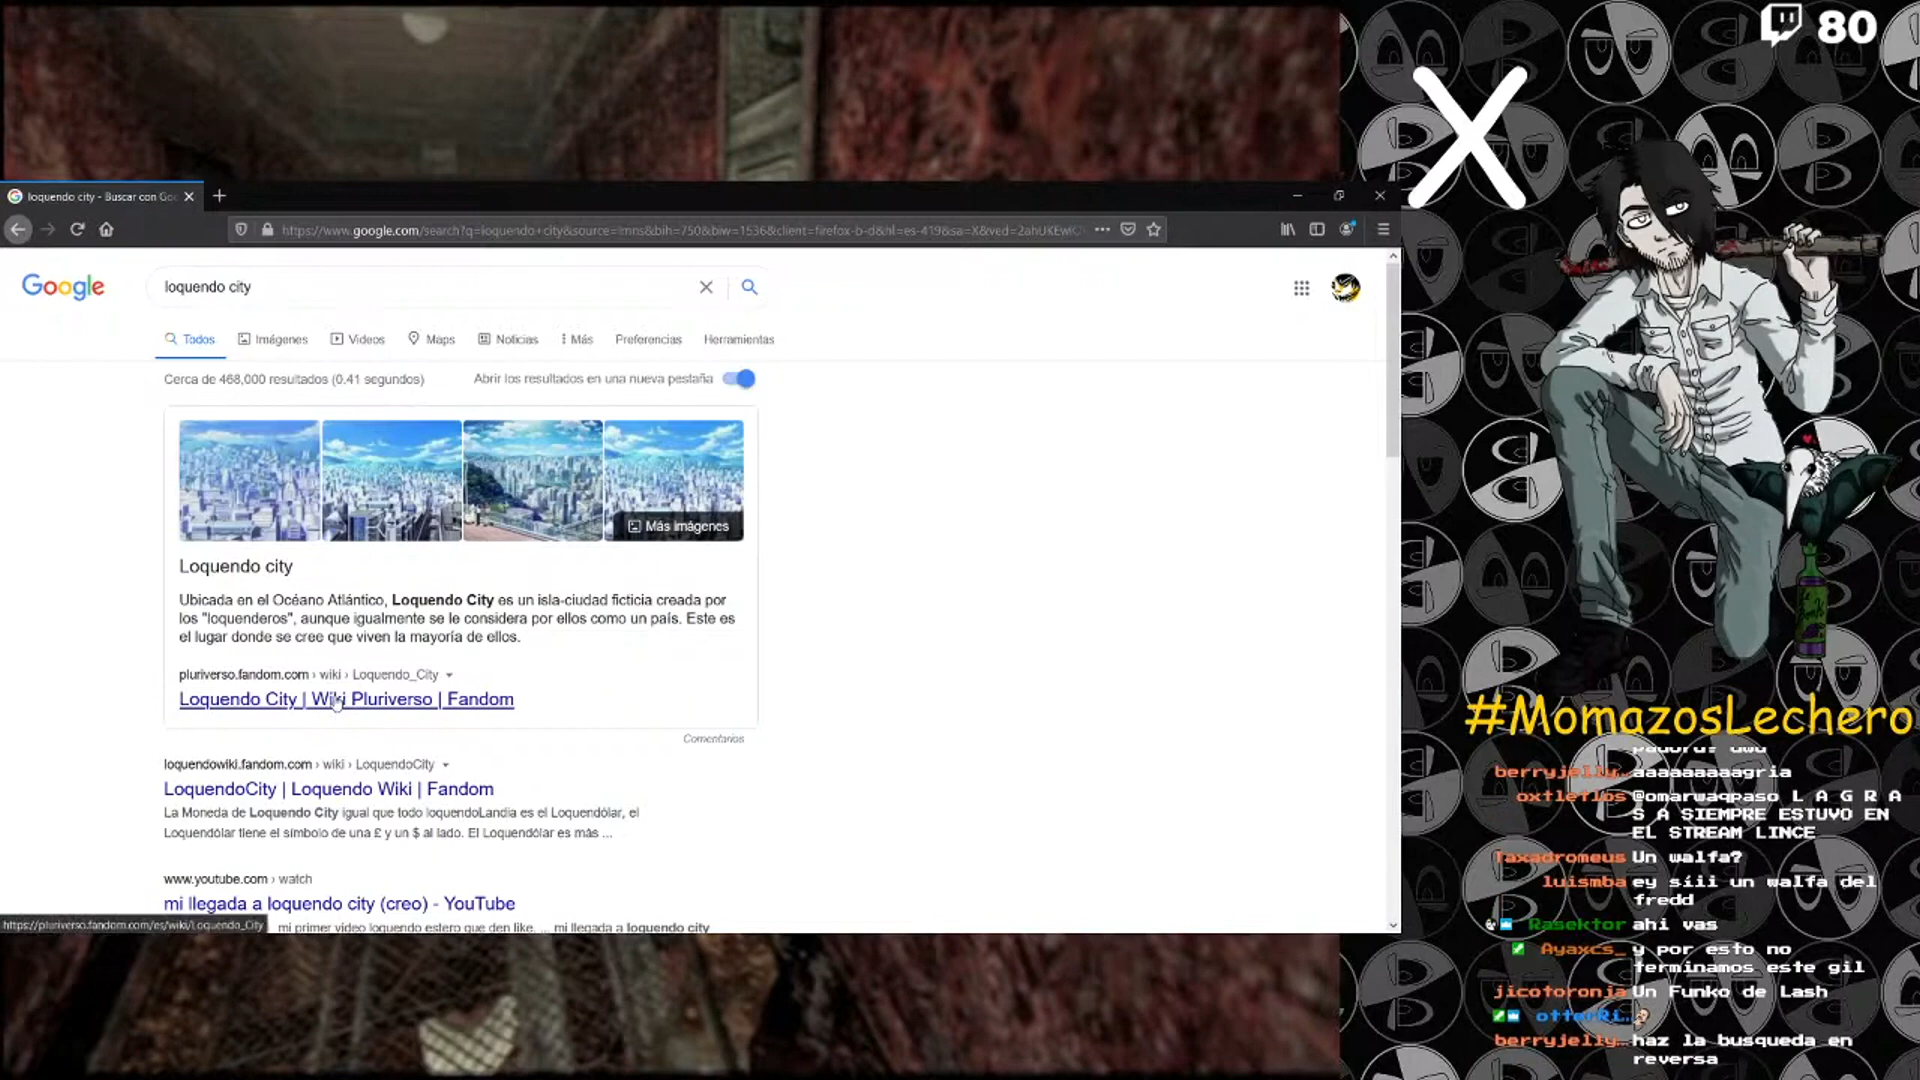 80
X
loquendo city - Buscar con Goo
https://www.google.com/search?q=loquendo+city&source=lmns&bih=750&biw=1536&client=firefox-b-d&hl=es-419&sa=X&ved=2ahUKEwiC
Google
loquendo city
Todos
Imágenes
Videos
Maps
Noticias
Más
Preferencias
Herramientas
Cerca de 468,000 resultados (0.41 segundos)
Abrir los resultados en una nueva pestaña
Más imágenes
Loquendo city
Ubicada en el Océano Atlántico, Loquendo City es un isla-ciudad ficticia creada por
los "loquenderos", aunque igualmente se le considera por ellos como un país. Este es
el lugar donde se cree que viven la mayoría de ellos.
pluriverso.fandom.com › wiki › Loquendo_City
Loquendo City | Wiki Pluriverso | Fandom
Comentarios
loquendowiki.fandom.com › wiki › LoquendoCity
LoquendoCity | Loquendo Wiki | Fandom
La Moneda de Loquendo City igual que todo loquendoLandia es el Loquendólar, el
Loquendólar tiene el símbolo de una £ y un $ al lado. El Loquendólar es más ...
www.youtube.com › watch
mi llegada a loquendo city (creo) - YouTube
mi primer video loquendo estero que den like. ... mi llegada a loquendo city
https://pluriverso.fandom.com/es/wiki/Loquendo_City
#MomazosLechero
berryjelly… aaaaaaaaagria
oxtletlos @omarwaqpaso L A G R A
S A SIEMPRE ESTUVO EN
EL STREAM LINCE
Taxadromeus Un walfa?
luismba ey síii un walfa del
fredd
Rasektor ahi vas
Ayaxcs_ y por esto no
terminamos este gil
jicotoronja Un Funko de Lash
otterRi…
berryjelly… haz la busqueda en
reversa